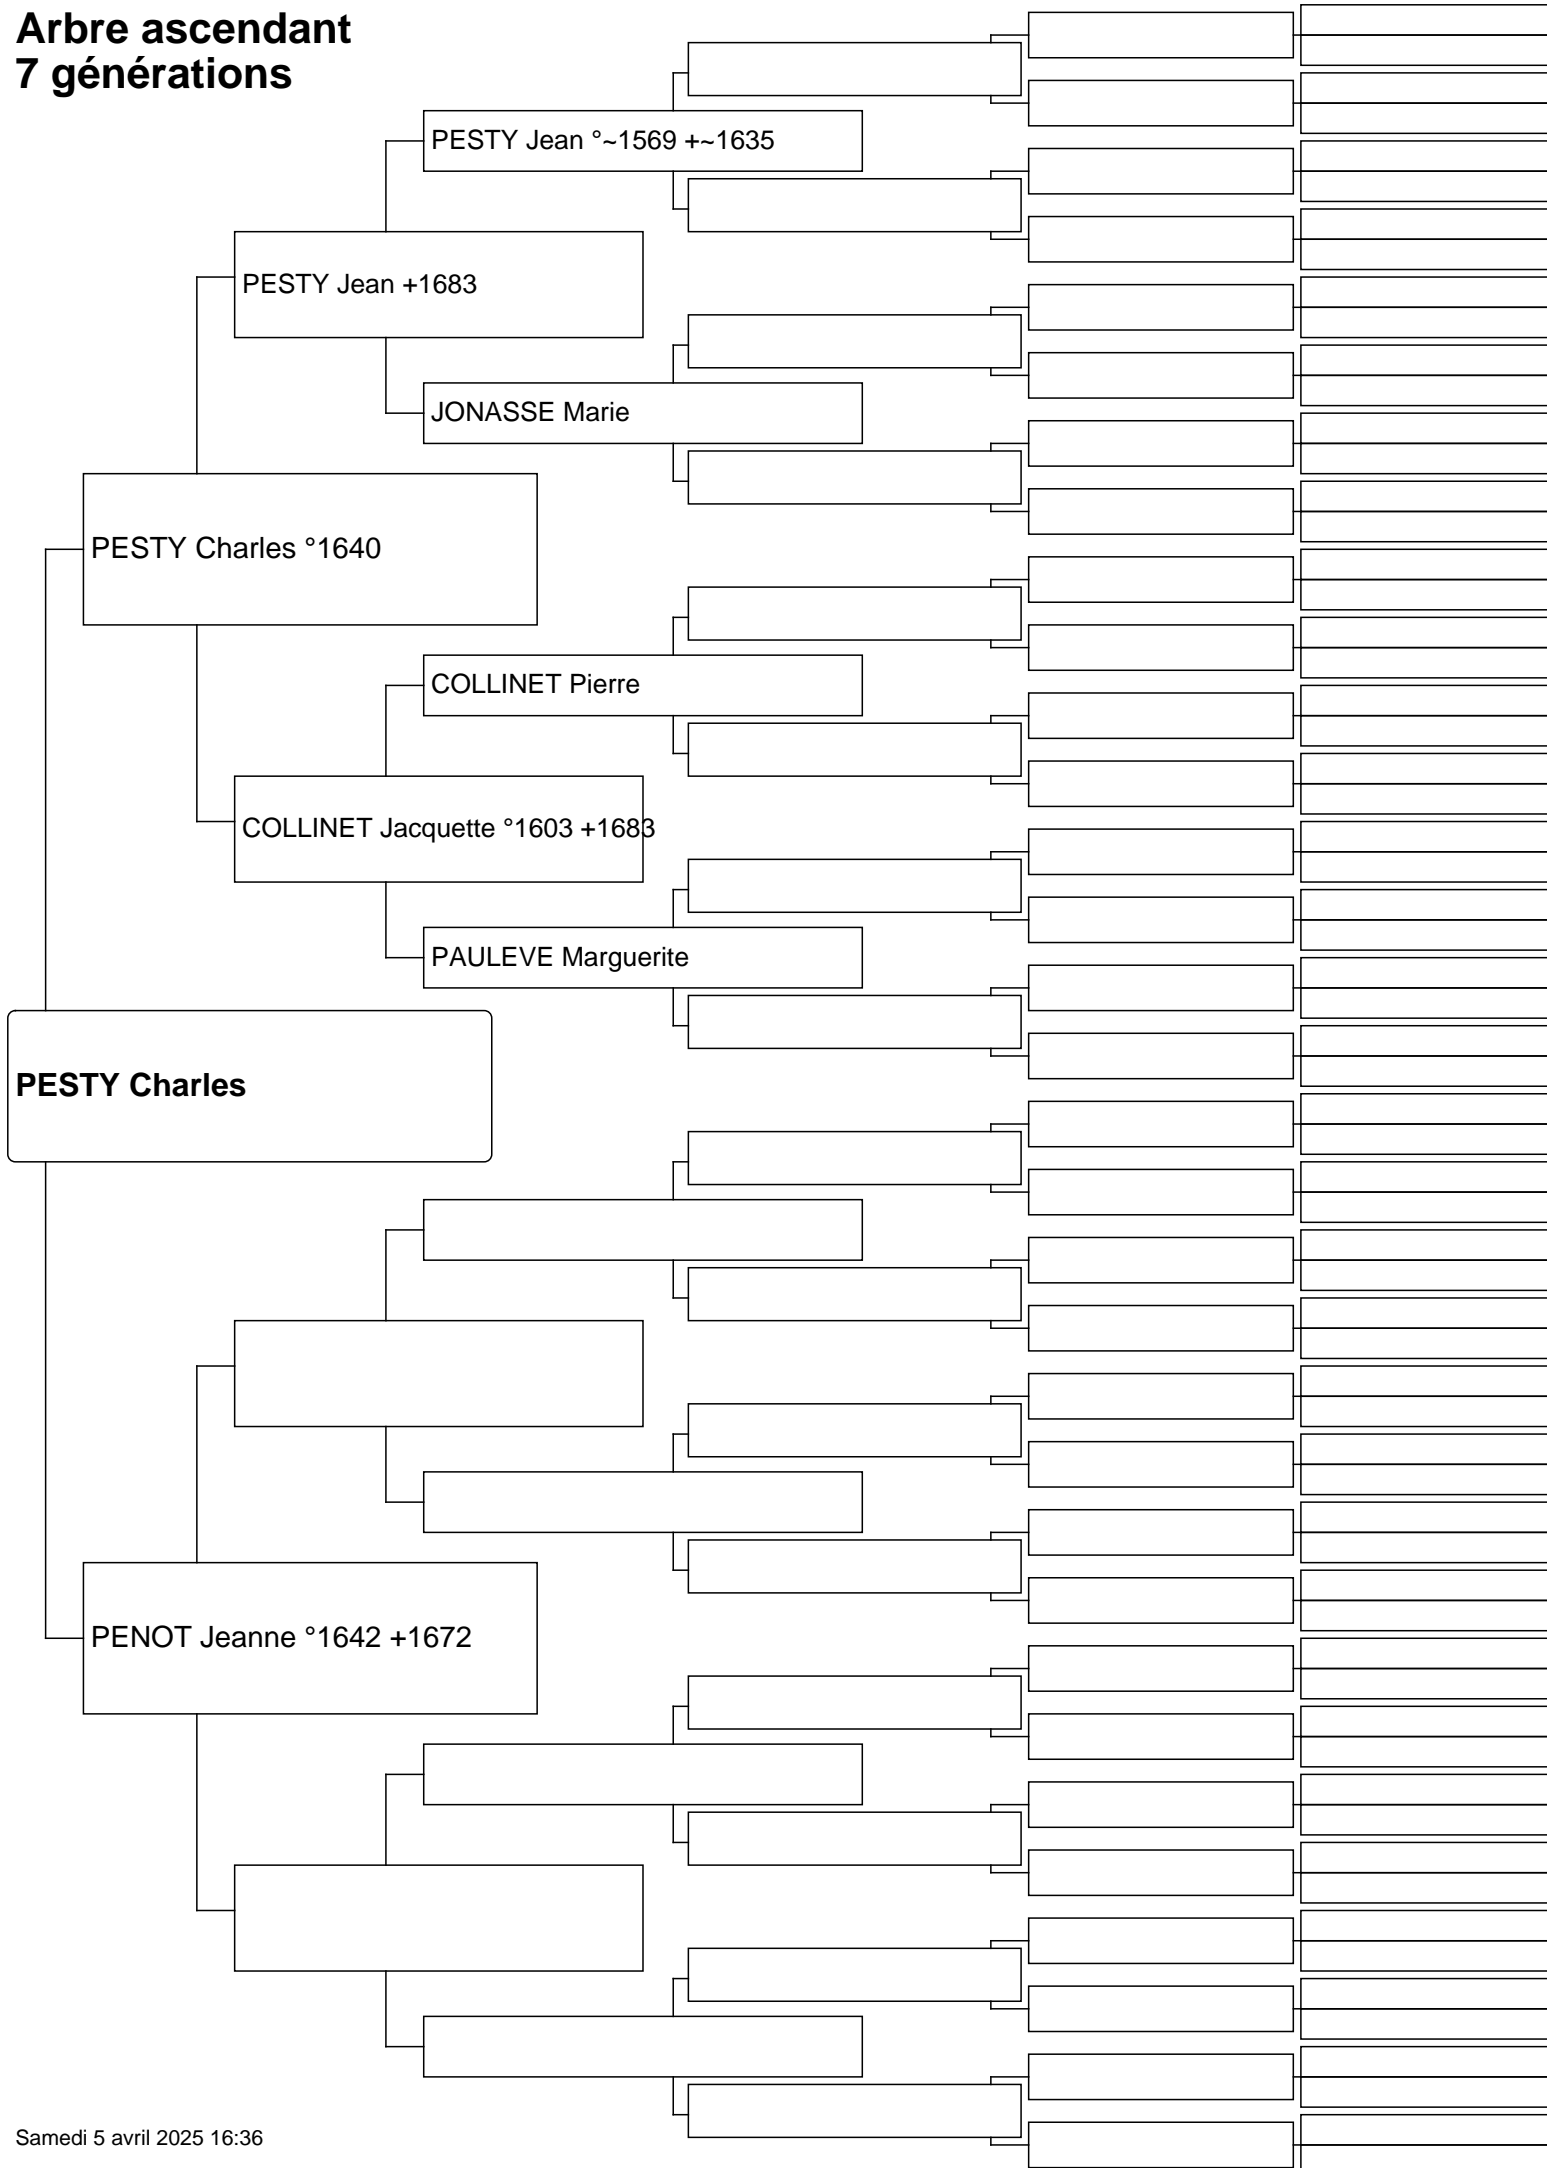 Arbre ascendant
7 générations
PESTY Jean °~1569 +~1635
PESTY Jean +1683
JONASSE Marie
PESTY Charles °1640
COLLINET Pierre
COLLINET Jacquette °1603 +1683
PAULEVE Marguerite
PESTY Charles
PENOT Jeanne °1642 +1672
Samedi 5 avril 2025 16:36